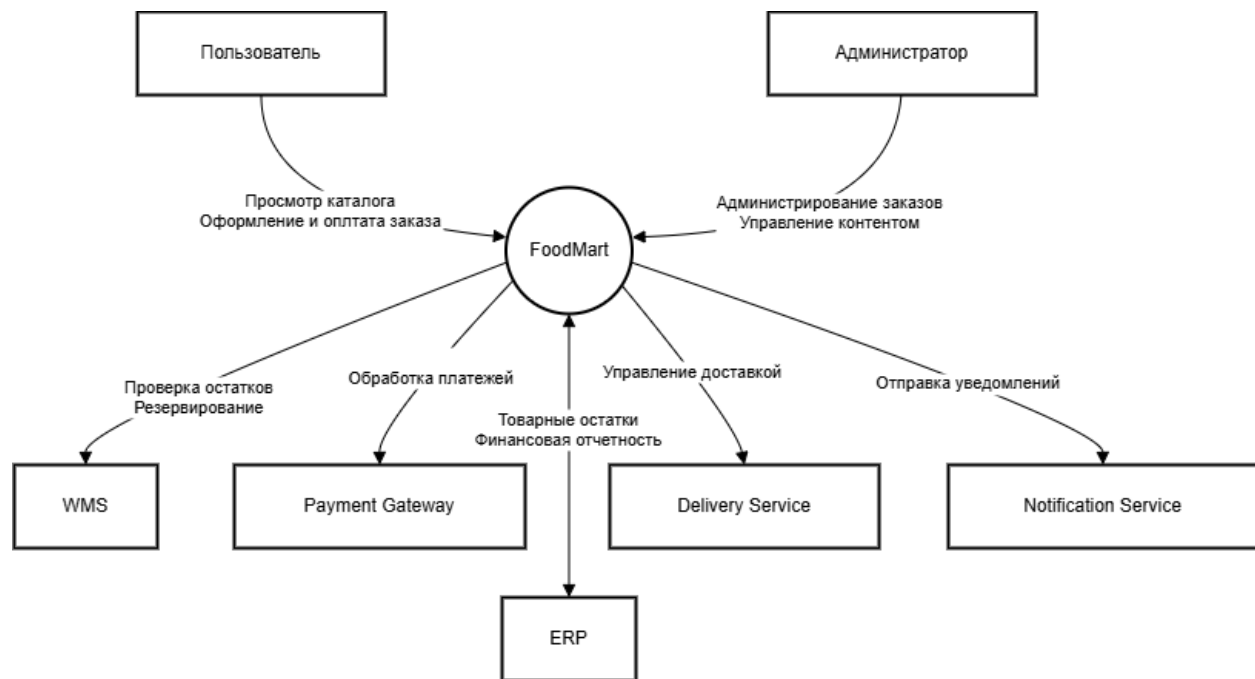 Пользователь
Администратор
Просмотр каталога
Оформление и оплтата заказа
Администрирование заказов
Управление контентом
FoodMart
Проверка остатков
Резервирование
Обработка платежей
Товарные остатки
Финансовая отчетность
Управление доставкой
Отправка уведомлений
WMS
Payment Gateway
Delivery Service
Notification Service
ERP